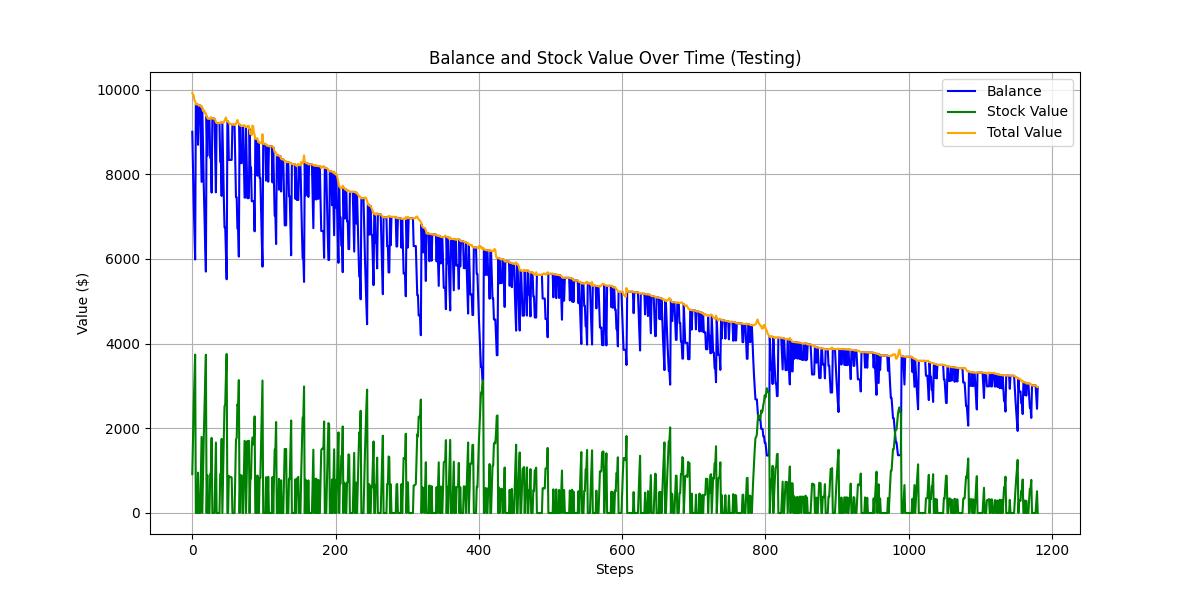 Balance and Stock Value Over Time (Testing)
Balance
Stock Value
Total Value
Value ($)
10000
8000
6000
4000
2000
0
0 200 400 600 800 1000 1200
Steps